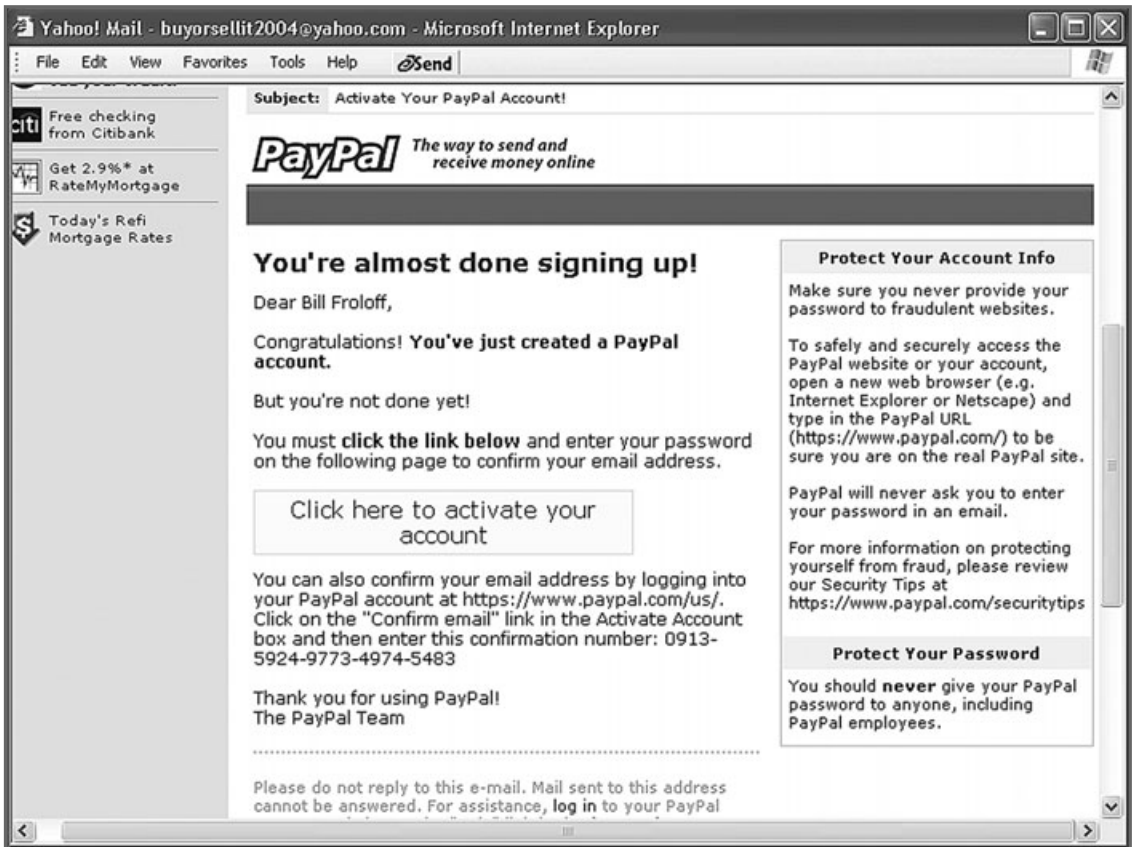 Yahoo! Mail - buyorsellit2004@yahoo.com - Microsoft Internet Explorer
File Edit View Favorites Tools Help Send
citi
Free checking
from Citibank
Get 2.9%* at
RateMyMortgage
Today's Refi
Mortgage Rates
Subject: Activate Your PayPal Account!
PayPal
The way to send and
receive money online
You're almost done signing up!
Dear Bill Froloff,
Congratulations! You've just created a PayPal
account.
But you're not done yet!
You must click the link below and enter your password
on the following page to confirm your email address.
Click here to activate your
account
You can also confirm your email address by logging into
your PayPal account at https://www.paypal.com/us/.
Click on the "Confirm email" link in the Activate Account
box and then enter this confirmation number: 0913-
5924-9773-4974-5483
Thank you for using PayPal!
The PayPal Team
Please do not reply to this e-mail. Mail sent to this address
cannot be answered. For assistance, log in to your PayPal
Protect Your Account Info
Make sure you never provide your
password to fraudulent websites.
To safely and securely access the
PayPal website or your account,
open a new web browser (e.g.
Internet Explorer or Netscape) and
type in the PayPal URL
(https://www.paypal.com/) to be
sure you are on the real PayPal site.
PayPal will never ask you to enter
your password in an email.
For more information on protecting
yourself from fraud, please review
our Security Tips at
https://www.paypal.com/securitytips
Protect Your Password
You should never give your PayPal
password to anyone, including
PayPal employees.